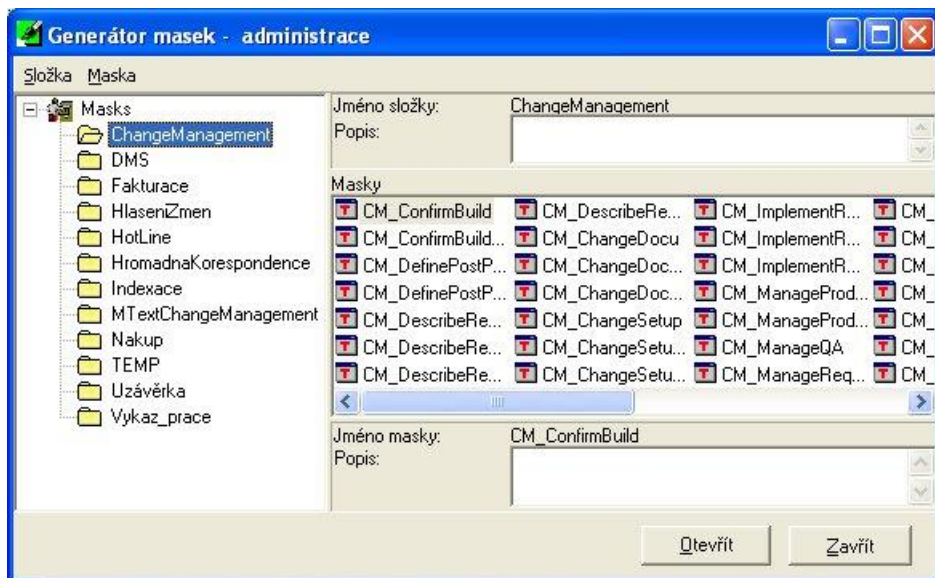 Generátor masek - administrace
Složka Maska
Masks
ChangeManagement
DMS
Fakturace
HlaseniZmen
HotLine
HromadnaKorespondence
Indexace
MTextChangeManagement
Nakup
TEMP
Uzávěrka
Vykaz_prace
Jméno složky: ChangeManagement
Popis:
Masky
CM_ConfirmBuild CM_DescribeRe... CM_ImplementR... CM_
CM_ConfirmBuild... CM_ChangeDocu CM_ImplementR... CM_
CM_DefinePostP... CM_ChangeDoc... CM_ImplementR... CM_
CM_DefinePostP... CM_ChangeDoc... CM_ManageProd... CM_
CM_DescribeRe... CM_ChangeSetup CM_ManageProd... CM_
CM_DescribeRe... CM_ChangeSetu... CM_ManageQA CM_
CM_DescribeRe... CM_ChangeSetu... CM_ManageReq... CM_
Jméno masky: CM_ConfirmBuild
Popis:
Otevřít Zavřít